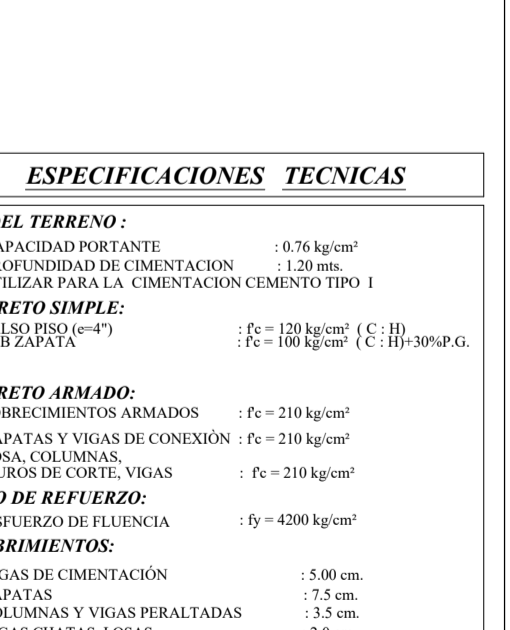 ESPECIFICACIONES TECNICAS
EL TERRENO :
APACIDAD PORTANTE : 0.76 kg/cm²
OFUNDIDAD DE CIMENTACION : 1.20 mts.
TILIZAR PARA LA CIMENTACION CEMENTO TIPO I
RETO SIMPLE:
LSO PISO (e=4") : f'c = 120 kg/cm² ( C : H)
B ZAPATA : f'c = 100 kg/cm² ( C : H)+30%P.G.
RETO ARMADO:
OBRECIMIENTOS ARMADOS : f'c = 210 kg/cm²
APATAS Y VIGAS DE CONEXIÒN : f'c = 210 kg/cm²
OSA, COLUMNAS,
UROS DE CORTE, VIGAS : f'c = 210 kg/cm²
O DE REFUERZO:
SFUERZO DE FLUENCIA : fy = 4200 kg/cm²
BRIMIENTOS:
GAS DE CIMENTACIÓN : 5.00 cm.
APATAS : 7.5 cm.
OLUMNAS Y VIGAS PERALTADAS : 3.5 cm.